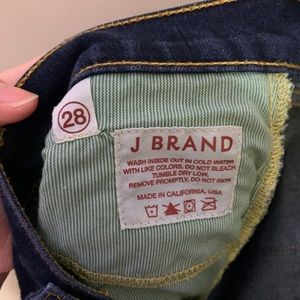 28
J BRAND
WASH INSIDE OUT IN COLD WATER
WITH LIKE COLORS, DO NOT BLEACH
TUMBLE DRY LOW.
REMOVE PROMPTLY, DO NOT IRON
MADE IN CALIFORNIA, USA